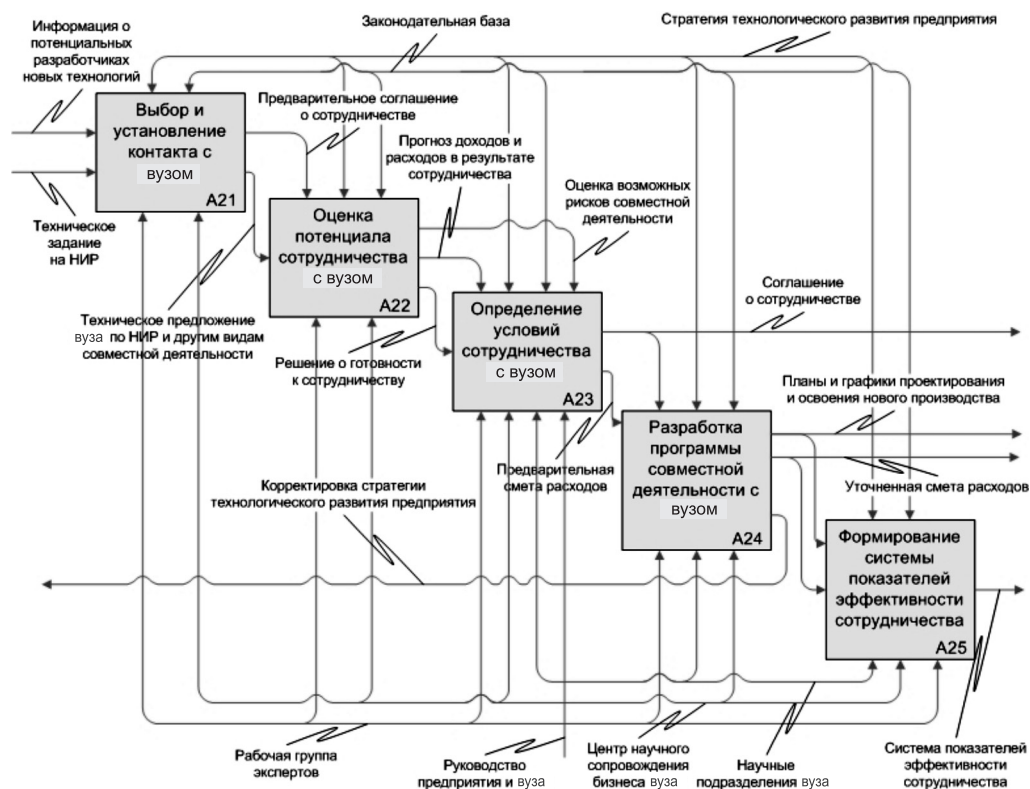 Информация о
потенциальных
разработчиках
новых технологий
Законодательная база
Стратегия технологического развития предприятия
Выбор и
установление
контакта с
вузом
А21
Предварительное соглашение
о сотрудничестве
Прогноз доходов и
расходов в результате
сотрудничества
Оценка возможных
рисков совместной
деятельности
Техническое
задание
на НИР
Оценка
потенциала
сотрудничества
с вузом
А22
Соглашение
о сотрудничестве
Техническое предложение
вуза по НИР и другим видам
совместной деятельности
Решение о готовности
к сотрудничеству
Определение
условий
сотрудничества
с вузом
А23
Планы и графики проектирования
и освоения нового производства
Предварительная
смета расходов
Разработка
программы
совместной
деятельности с
вузом
А24
Уточненная смета расходов
Корректировка стратегии
технологического развития предприятия
Формирование
системы
показателей
эффективности
сотрудничества
А25
Рабочая группа
экспертов
Руководство
предприятия и вуза
Центр научного
сопровождения
бизнеса вуза
Научные
подразделения вуза
Система показателей
эффективности
сотрудничества